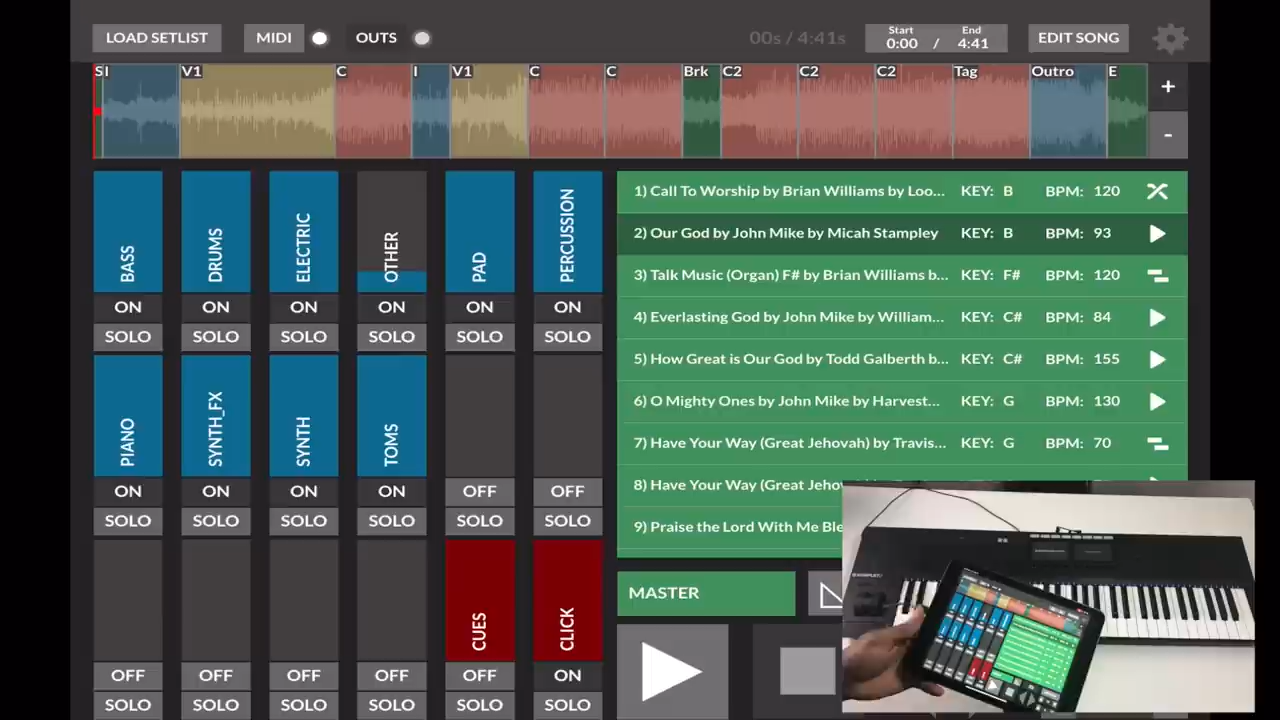 LOAD SETLIST MIDI OUTS 00s / 4:41s Start 0:00 / End 4:41 EDIT SONG
S I V1 C I V1 C C Brk C2 C2 C2 Tag Outro E +
-
BASS DRUMS ELECTRIC OTHER PAD PERCUSSION
ON ON ON ON ON ON
SOLO SOLO SOLO SOLO SOLO SOLO
PIANO SYNTH_FX SYNTH TOMS
ON ON ON ON OFF OFF
SOLO SOLO SOLO SOLO SOLO SOLO
CUES CLICK
OFF OFF OFF OFF OFF ON
SOLO SOLO SOLO SOLO SOLO SOLO
1) Call To Worship by Brian Williams by Loo... KEY: B BPM: 120
2) Our God by John Mike by Micah Stampley KEY: B BPM: 93
3) Talk Music (Organ) F# by Brian Williams b... KEY: F# BPM: 120
4) Everlasting God by John Mike by William... KEY: C# BPM: 84
5) How Great is Our God by Todd Galberth b... KEY: C# BPM: 155
6) O Mighty Ones by John Mike by Harvest... KEY: G BPM: 130
7) Have Your Way (Great Jehovah) by Travis... KEY: G BPM: 70
8) Have Your Way (Great Jehov
9) Praise the Lord With Me Ble
MASTER